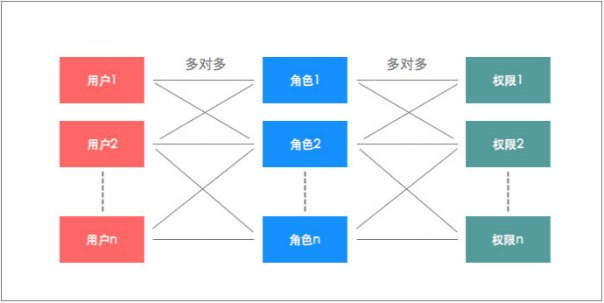 多对多 多对多
用户1 角色1 权限1
用户2 角色2 权限2
用户n 角色n 权限n